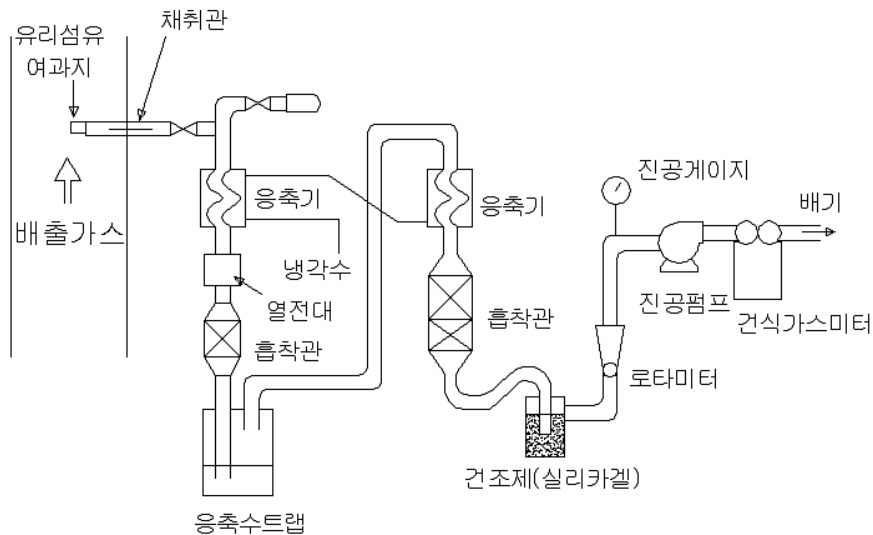 채취관
유리섬유
여과지
배출가스
응축기
냉각수
열전대
흡착관
응축수트랩
응축기
흡착관
건조제(실리카겔)
로타미터
진공게이지
진공펌프
배기
건식가스미터